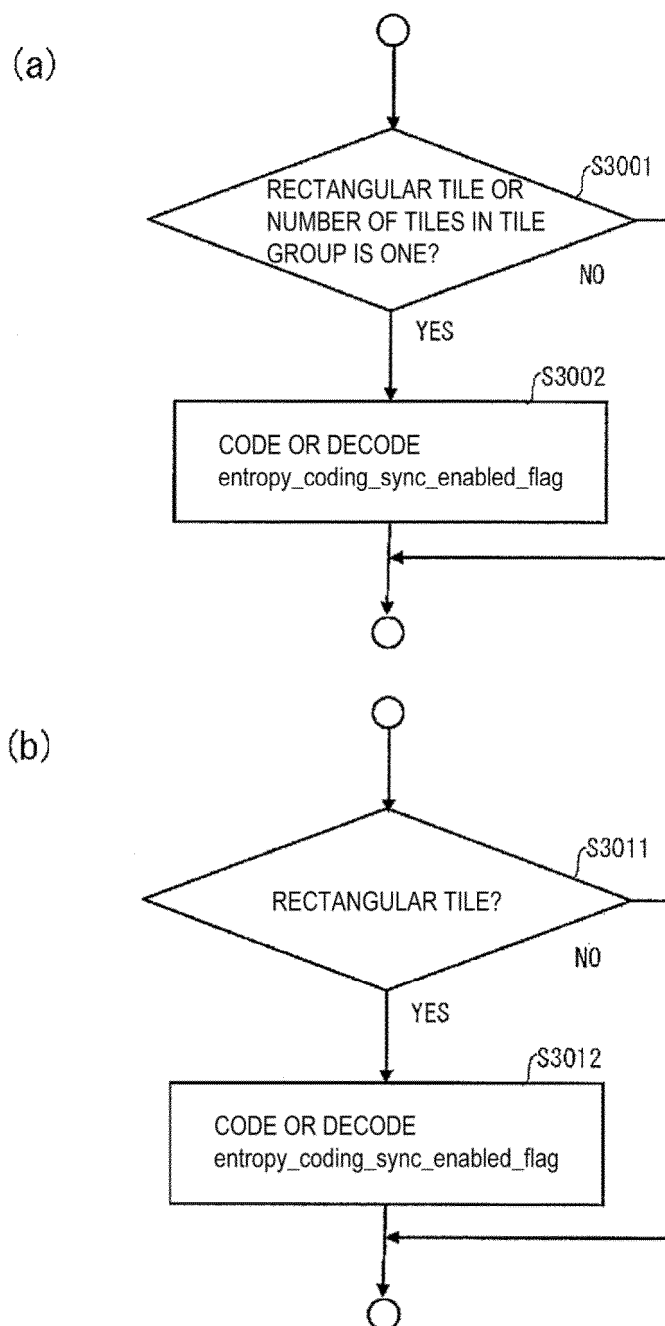 (a)
S3001
RECTANGULAR TILE OR
NUMBER OF TILES IN TILE
GROUP IS ONE?
NO
YES
S3002
CODE OR DECODE
entropy_coding_sync_enabled_flag
(b)
S3011
RECTANGULAR TILE?
NO
YES
S3012
CODE OR DECODE
entropy_coding_sync_enabled_flag